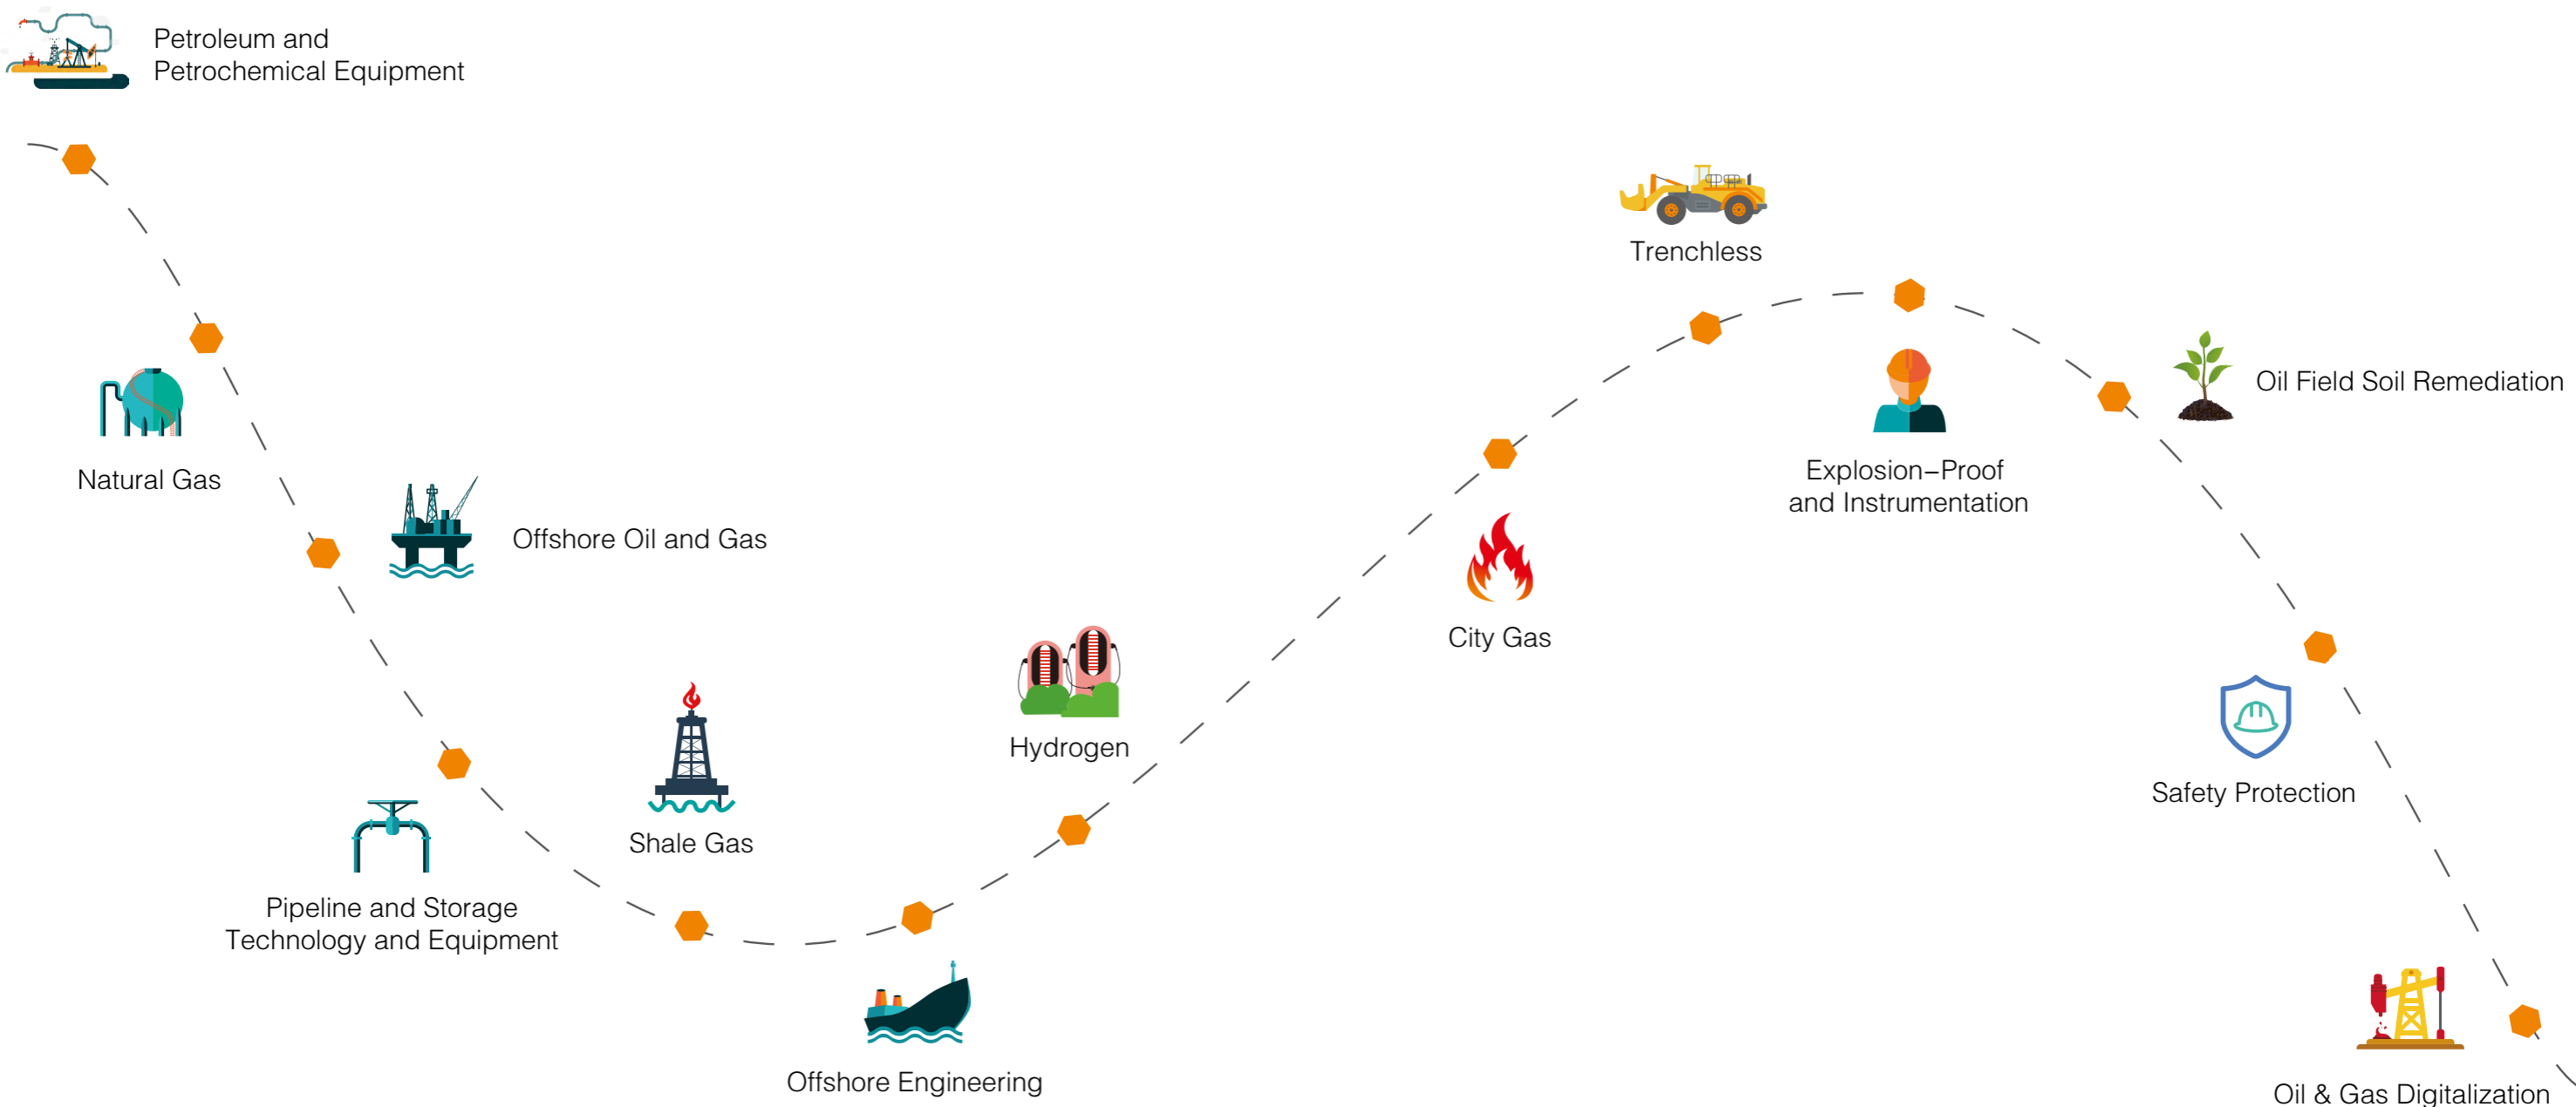 Petroleum and
Petrochemical Equipment
Natural Gas
Offshore Oil and Gas
Pipeline and Storage
Technology and Equipment
Shale Gas
Offshore Engineering
Hydrogen
City Gas
Trenchless
Explosion–Proof
and Instrumentation
Oil Field Soil Remediation
Safety Protection
Oil & Gas Digitalization